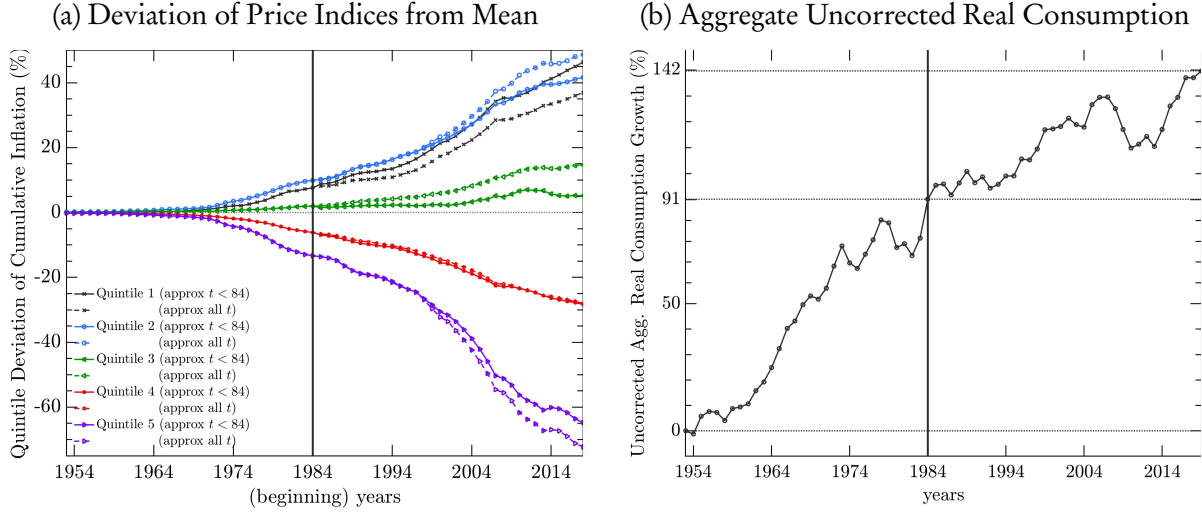 (a) Deviation of Price Indices from Mean
Quintile Deviation of Cumulative Inflation (%)
40
20
0
-20
-40
-60
Quintile 1 (approx t < 84)
(approx all t)
Quintile 2 (approx t < 84)
(approx all t)
Quintile 3 (approx t < 84)
(approx all t)
Quintile 4 (approx t < 84)
(approx all t)
Quintile 5 (approx t < 84)
(approx all t)
1954 1964 1974 1984 1994 2004 2014
(beginning) years
(b) Aggregate Uncorrected Real Consumption
Uncorrected Agg. Real Consumption Growth (%)
142
91
50
0
1954 1964 1974 1984 1994 2004 2014
years